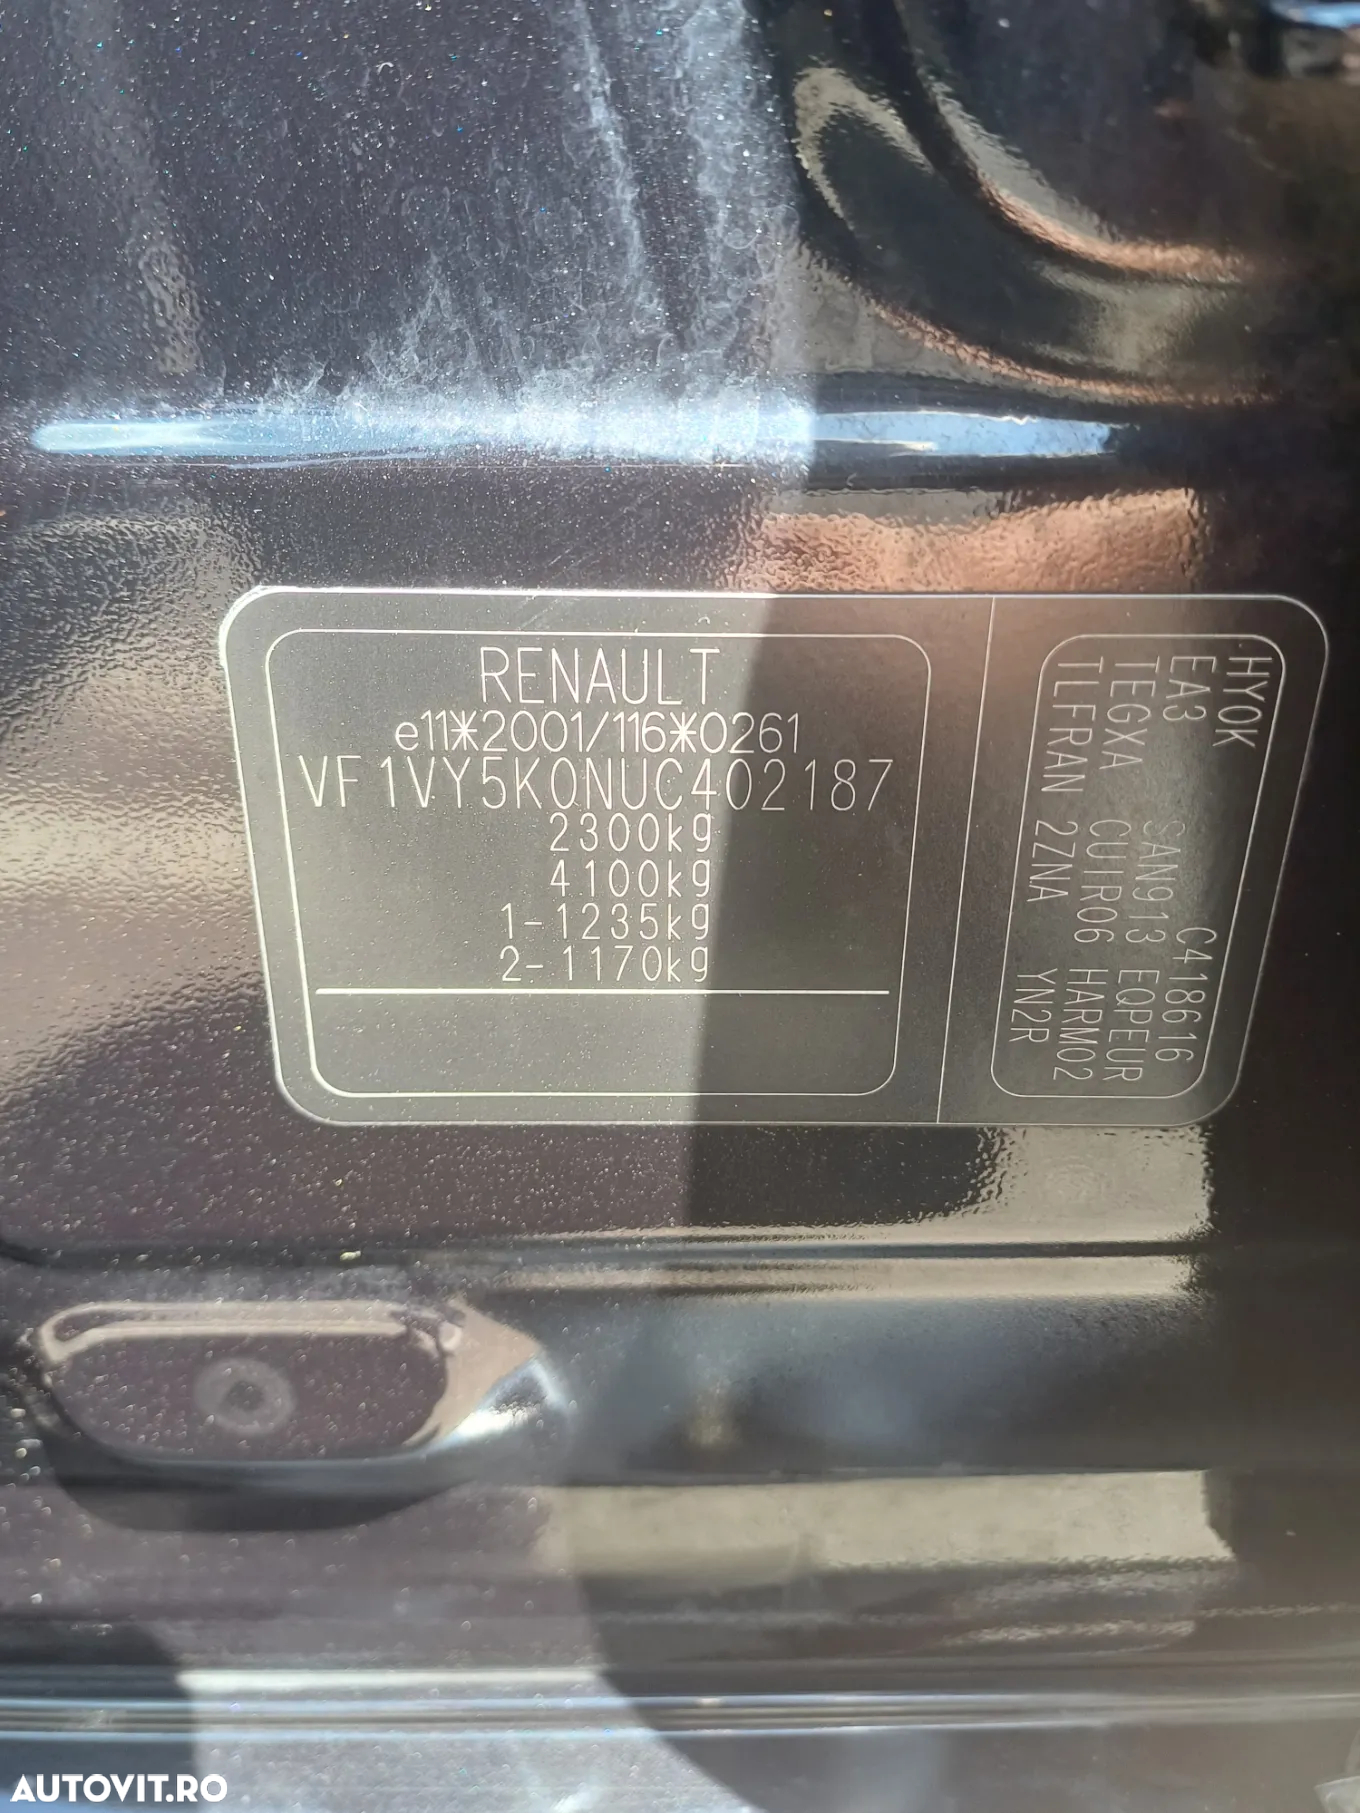 RENAULT
e11*2001/116*0261
VF1VY5K0NUC402187
2300kg
4100kg
1-1235kg
2-1170kg
HY0K C418616
EA3 SAN913 EQPEUR
TEGXA CUIR06 HARM02
TLFRAN 2ZNA YN2R
AUTOVIT.RO